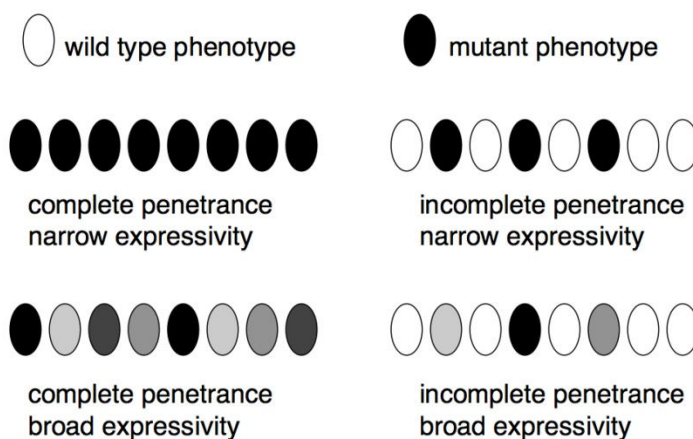 wild type phenotype
mutant phenotype
complete penetrance
narrow expressivity
incomplete penetrance
narrow expressivity
complete penetrance
broad expressivity
incomplete penetrance
broad expressivity